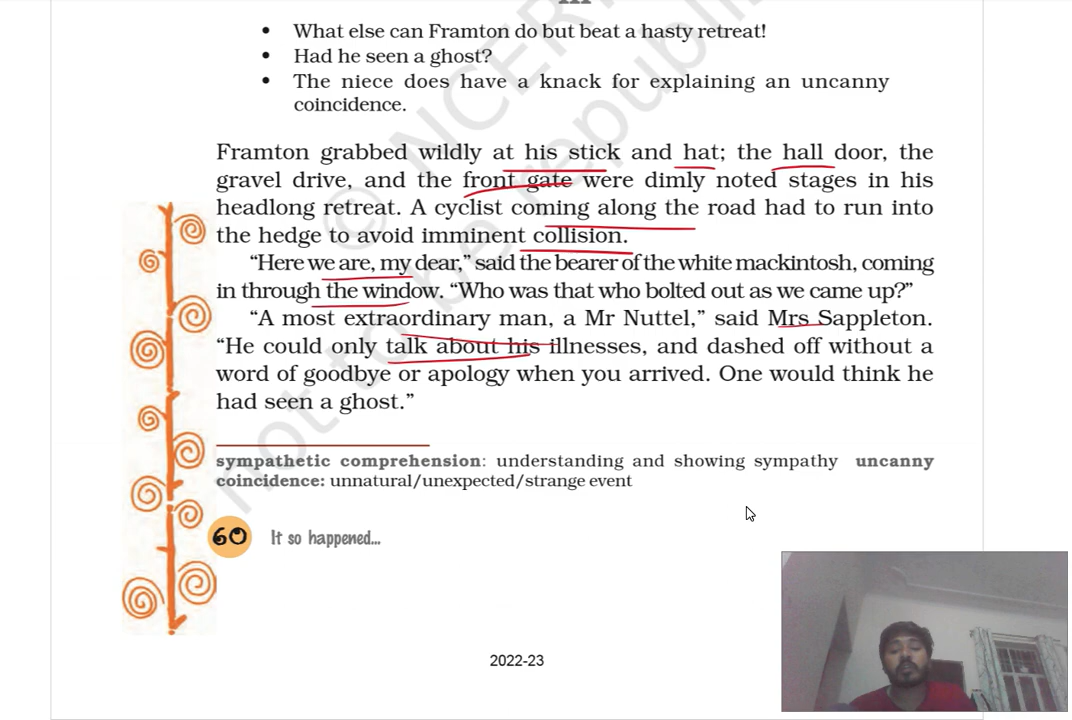 What else can Framton do but beat a hasty retreat!
Had he seen a ghost?
The niece does have a knack for explaining an uncanny
coincidence.
Framton grabbed wildly at his stick and hat; the hall door, the
gravel drive, and the front gate were dimly noted stages in his
headlong retreat. A cyclist coming along the road had to run into
the hedge to avoid imminent collision.
“Here we are, my dear,” said the bearer of the white mackintosh, coming
in through the window. “Who was that who bolted out as we came up?”
“A most extraordinary man, a Mr Nuttel,” said Mrs Sappleton.
“He could only talk about his illnesses, and dashed off without a
word of goodbye or apology when you arrived. One would think he
had seen a ghost.”
sympathetic comprehension: understanding and showing sympathy uncanny
coincidence: unnatural/unexpected/strange event
60 It so happened...
2022-23
© NCERT
not to be republi